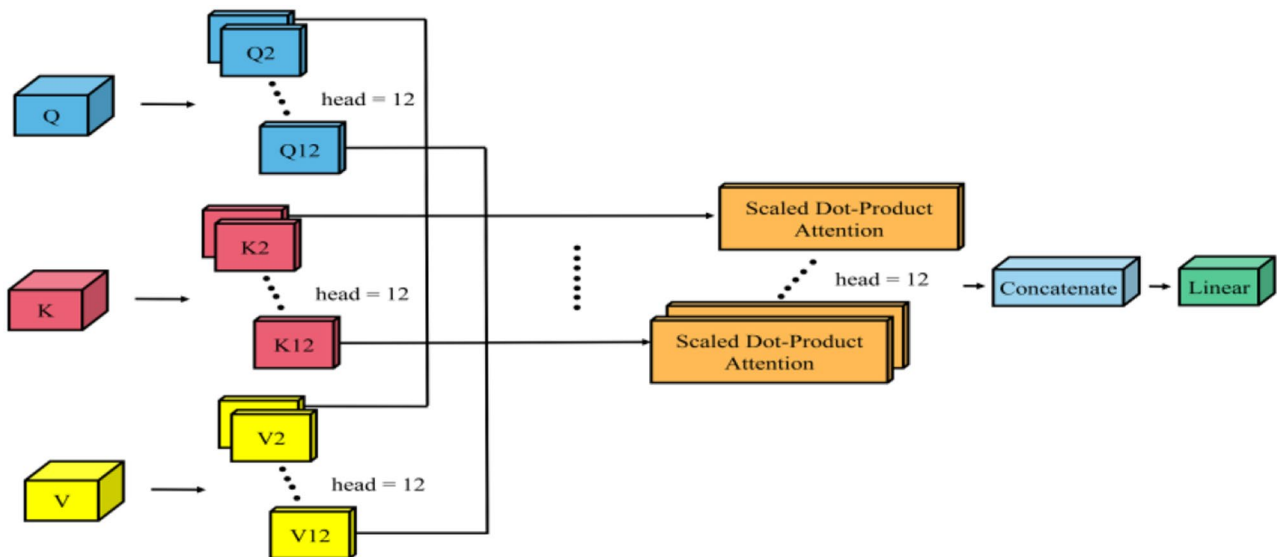 Q
Q2
head = 12
Q12
K
K2
head = 12
K12
V
V2
head = 12
V12
Scaled Dot-Product
Attention
head = 12
Scaled Dot-Product
Attention
Concatenate
Linear